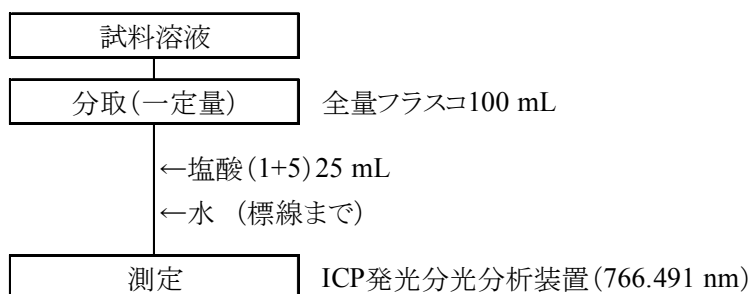 試料溶液
分取(一定量) 全量フラスコ100 mL
←塩酸(1+5)25 mL
←水 (標線まで)
測定 ICP発光分光分析装置(766.491 nm)